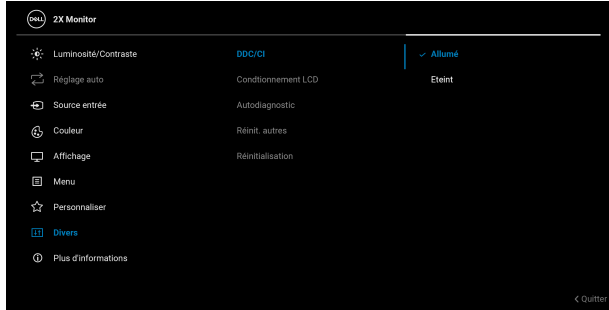 DELL 2X Monitor
Luminosité/Contraste DDC/CI Allumé
Réglage auto Condtionnement LCD Eteint
Source entrée Autodiagnostic
Couleur Réinit. autres
Affichage Réinitialisation
Menu
Personnaliser
Divers
Plus d'informations
Quitter